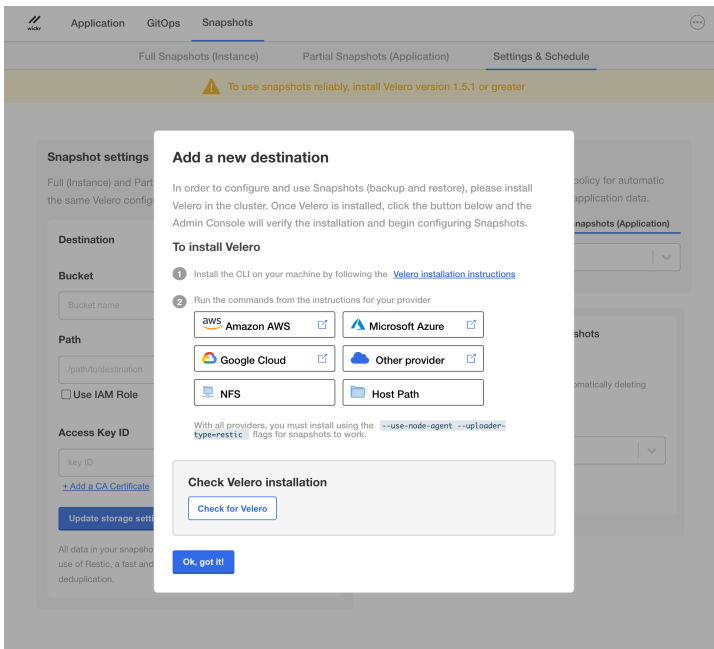 wickr
Application GitOps Snapshots
Full Snapshots (Instance) Partial Snapshots (Application) Settings & Schedule
To use snapshots reliably, install Velero version 1.5.1 or greater
Snapshot settings
Full (Instance) and Part
the same Velero config
Destination
Bucket
Bucket name
Path
/path/to/destination
Use IAM Role
Access Key ID
key ID
+ Add a CA Certificate
Update storage setti
All data in your snapsho
use of Restic, a fast and
deduplication.
Add a new destination
In order to configure and use Snapshots (backup and restore), please install
Velero in the cluster. Once Velero is installed, click the button below and the
Admin Console will verify the installation and begin configuring Snapshots.
To install Velero
1 Install the CLI on your machine by following the Velero installation instructions
2 Run the commands from the instructions for your provider
aws Amazon AWS
Microsoft Azure
Google Cloud
Other provider
NFS
Host Path
With all providers, you must install using the --use-node-agent --uploader-
type=restic flags for snapshots to work.
Check Velero installation
Check for Velero
Ok, got it!
policy for automatic
application data.
napshots (Application)
shots
omatically deleting